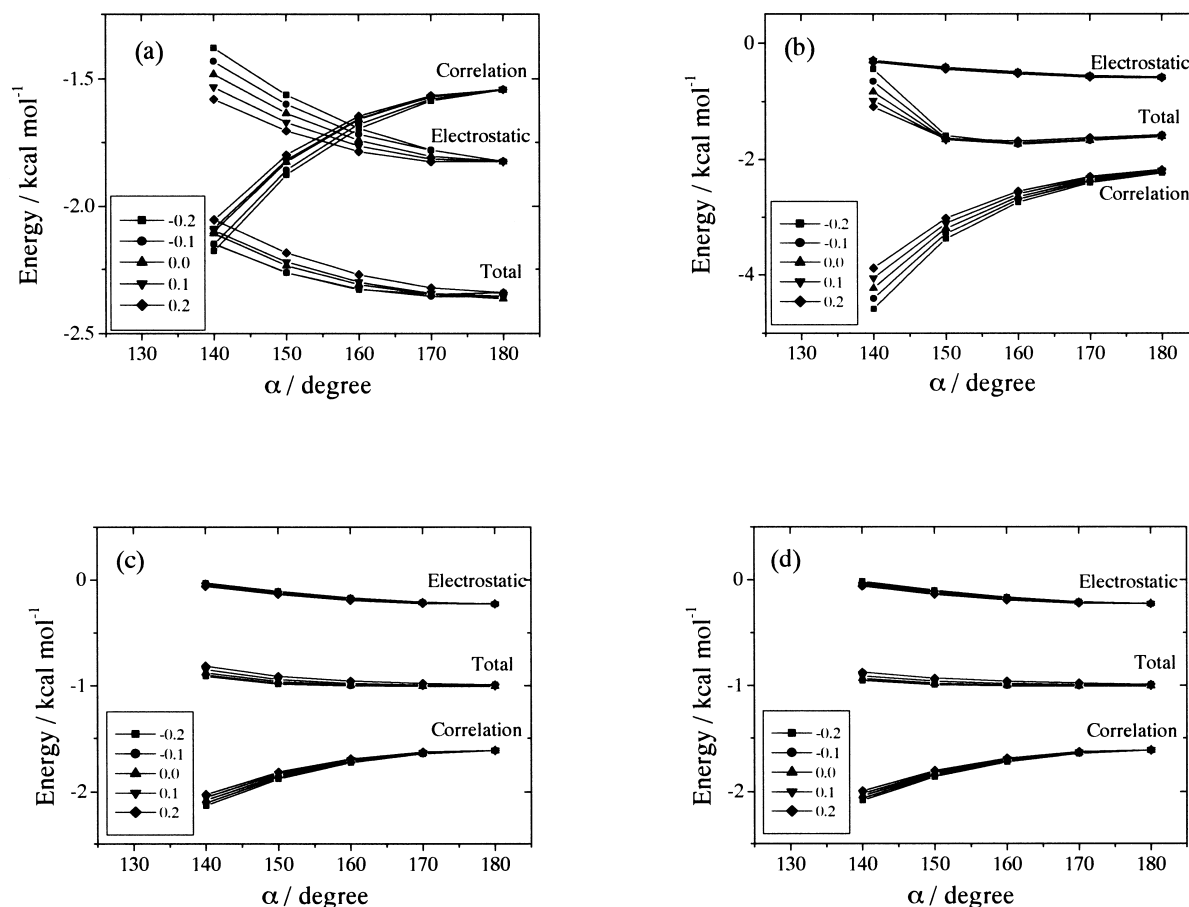 (a)
Energy / kcal mol⁻¹
-1.5
-2.0
-2.5
Correlation
Electrostatic
Total
-0.2
-0.1
0.0
0.1
0.2
130 140 150 160 170 180
α / degree
(b)
Energy / kcal mol⁻¹
0
-2
-4
Electrostatic
Total
Correlation
-0.2
-0.1
0.0
0.1
0.2
130 140 150 160 170 180
α / degree
(c)
Energy / kcal mol⁻¹
0
-1
-2
Electrostatic
Total
Correlation
-0.2
-0.1
0.0
0.1
0.2
130 140 150 160 170 180
α / degree
(d)
Energy / kcal mol⁻¹
0
-1
-2
Electrostatic
Total
Correlation
-0.2
-0.1
0.0
0.1
0.2
130 140 150 160 170 180
α / degree